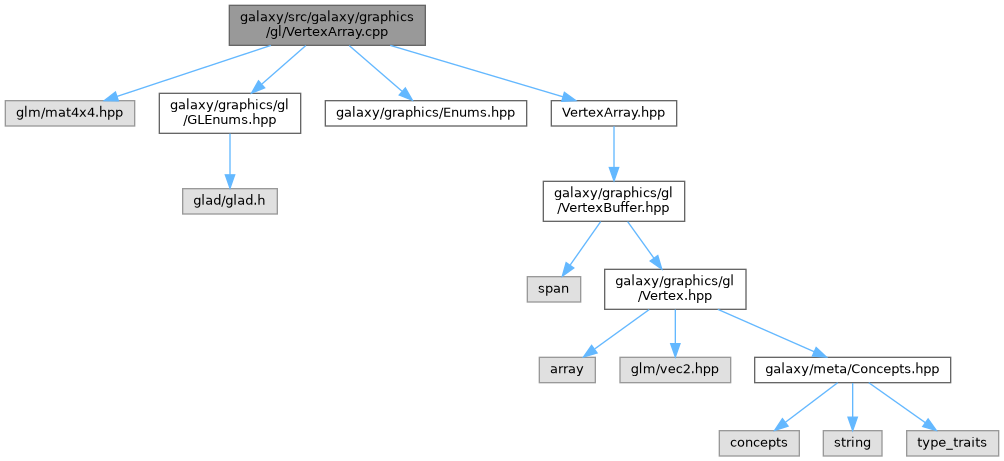 galaxy/src/galaxy/graphics
/gl/VertexArray.cpp
glm/mat4x4.hpp
galaxy/graphics/gl
/GLEnums.hpp
galaxy/graphics/Enums.hpp
VertexArray.hpp
glad/glad.h
galaxy/graphics/gl
/VertexBuffer.hpp
span
galaxy/graphics/gl
/Vertex.hpp
array
glm/vec2.hpp
galaxy/meta/Concepts.hpp
concepts
string
type_traits